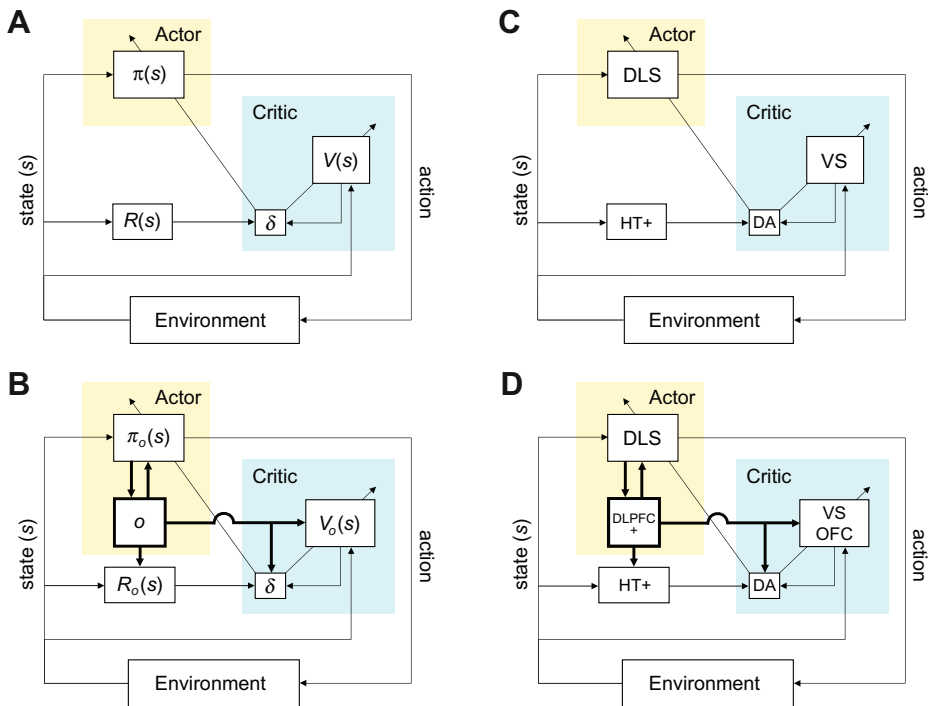 A
Actor
π(s)
Critic
V(s)
state (s)
action
R(s)
δ
Environment
C
Actor
DLS
Critic
VS
state (s)
action
HT+
DA
Environment
B
Actor
πo(s)
Critic
o
Vo(s)
state (s)
action
Ro(s)
δ
Environment
D
Actor
DLS
Critic
DLPFC
+
VS
OFC
state (s)
action
HT+
DA
Environment